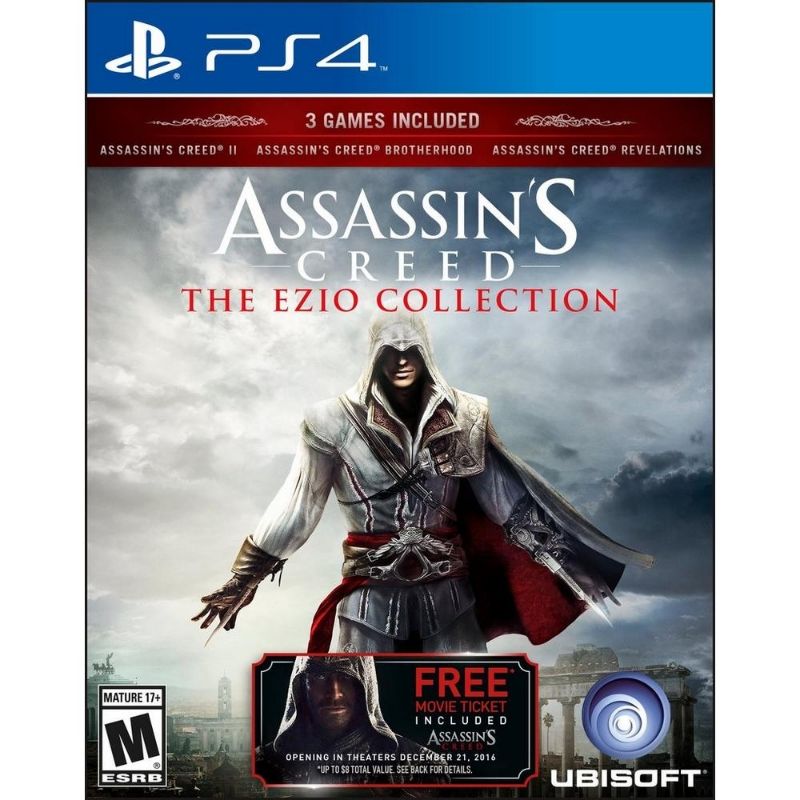 PS4™
3 GAMES INCLUDED
ASSASSIN'S CREED® II ASSASSIN'S CREED® BROTHERHOOD ASSASSIN'S CREED® REVELATIONS
ASSASSIN'S
CREED®
THE EZIO COLLECTION
FREE*
MOVIE TICKET
INCLUDED
ASSASSIN'S
CREED
OPENING IN THEATERS DECEMBER 21, 2016
*UP TO $8 TOTAL VALUE. SEE BACK FOR DETAILS.
MATURE 17+
M
ESRB
UBISOFT®